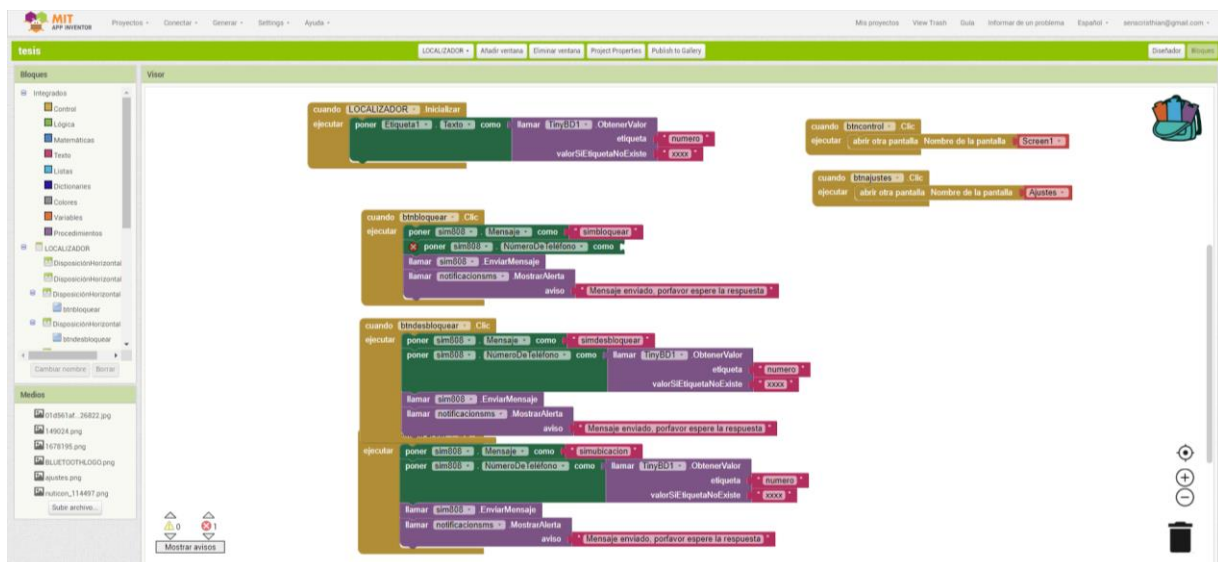 MIT
APP INVENTOR
Proyectos Conectar Generar Settings Ayuda
Mis proyectos View Trash Guía Informar de un problema Español
tesis
LOCALIZADOR Añadir ventana Eliminar ventana Project Properties Publish to Gallery
Diseñador Bloques
Bloques
Visor
Integrados
Control
Lógica
Matemáticas
Texto
Listas
Dictionaries
Colores
Variables
Procedimientos
LOCALIZADOR
DisposiciónHorizontal
DisposiciónHorizontal
DisposiciónHorizontal
btnbloquear
DisposiciónHorizontal
btndesbloquear
Cambiar nombre Borrar
Medios
01d561af...26822.jpg
149024.png
1678195.png
BLUETOOTHLOGO.png
ajustes.png
nuticon_114497.png
Subir archivo...
cuando LOCALIZADOR .Inicializar
ejecutar poner Etiqueta1 . Texto como llamar TinyBD1 .ObtenerValor
etiqueta " numero "
valorSiEtiquetaNoExiste " xxxx "
cuando btncontrol .Clic
ejecutar abrir otra pantalla Nombre de la pantalla Screen1
cuando btnajustes .Clic
ejecutar abrir otra pantalla Nombre de la pantalla Ajustes
cuando btnbloquear .Clic
ejecutar poner sim808 . Mensaje como " simbloquear "
poner sim808 . NúmeroDeTeléfono como
llamar sim808 .EnviarMensaje
llamar notificacionsms .MostrarAlerta
aviso " Mensaje enviado, porfavor espere la respuesta "
cuando btndesbloquear .Clic
ejecutar poner sim808 . Mensaje como " simdesbloquear "
poner sim808 . NúmeroDeTeléfono como llamar TinyBD1 .ObtenerValor
etiqueta " numero "
valorSiEtiquetaNoExiste " xxxx "
llamar sim808 .EnviarMensaje
llamar notificacionsms .MostrarAlerta
aviso " Mensaje enviado, porfavor espere la respuesta "
ejecutar poner sim808 . Mensaje como " simubicacion "
poner sim808 . NúmeroDeTeléfono como llamar TinyBD1 .ObtenerValor
etiqueta " numero "
valorSiEtiquetaNoExiste " xxxx "
llamar sim808 .EnviarMensaje
llamar notificacionsms .MostrarAlerta
aviso " Mensaje enviado, porfavor espere la respuesta "
0 1
Mostrar avisos